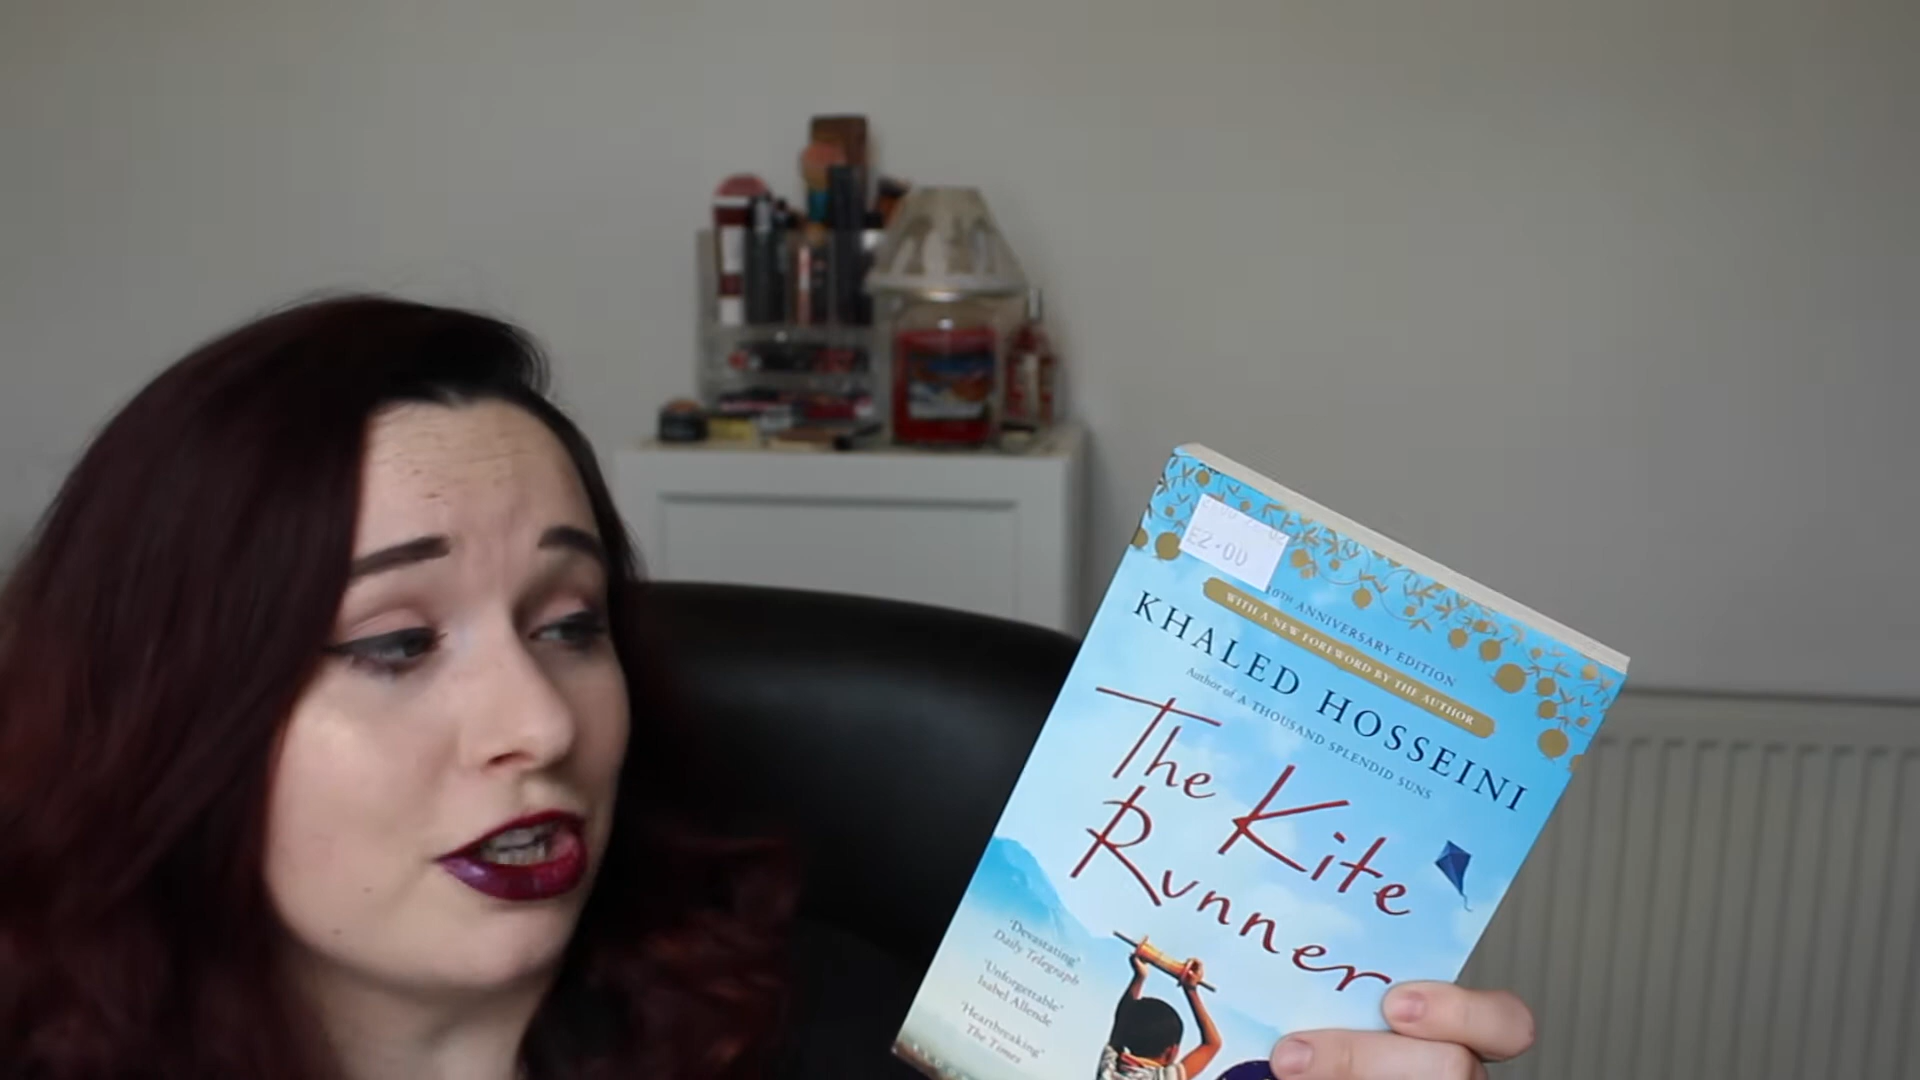 £2.00
10TH ANNIVERSARY EDITION
WITH A NEW FOREWORD BY THE AUTHOR
KHALED HOSSEINI
Author of A THOUSAND SPLENDID SUNS
The Kite
Runner
'Devastating'
Daily Telegraph
'Unforgettable'
Isabel Allende
'Heartbreaking'
The Times